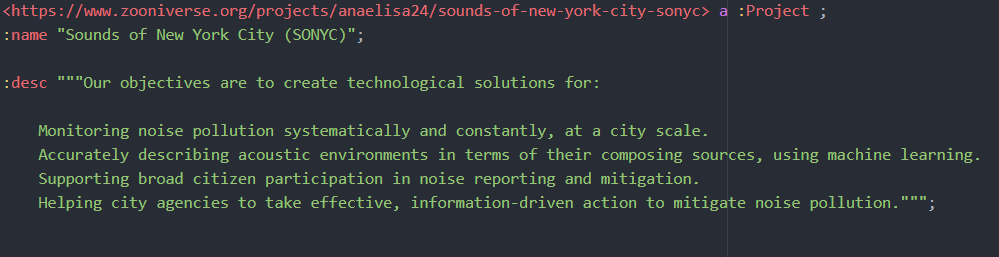 <https://www.zooniverse.org/projects/anaelisa24/sounds-of-new-york-city-sonyc> a :Project ;
:name "Sounds of New York City (SONYC)";
:desc """Our objectives are to create technological solutions for:
Monitoring noise pollution systematically and constantly, at a city scale.
Accurately describing acoustic environments in terms of their composing sources, using machine learning.
Supporting broad citizen participation in noise reporting and mitigation.
Helping city agencies to take effective, information-driven action to mitigate noise pollution.""";